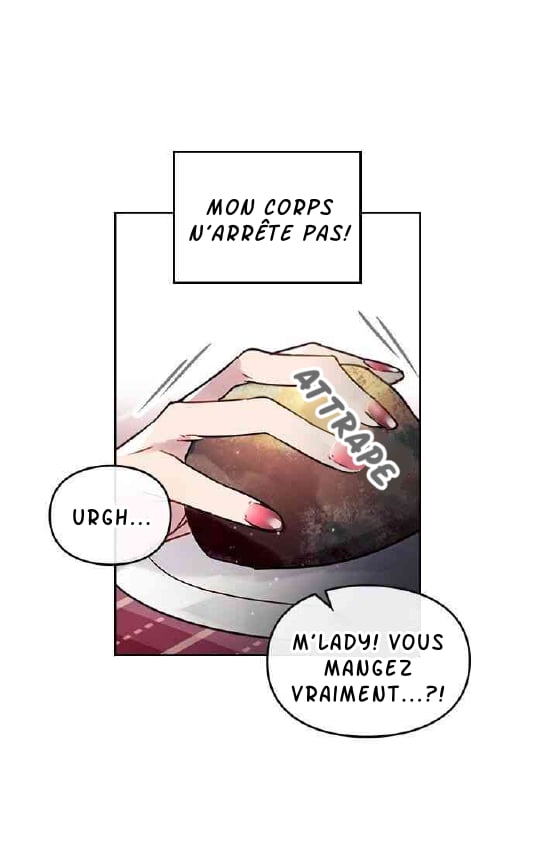 MON CORPS
N'ARRÊTE PAS!
ATTRAPE
URGH...
M'LADY! VOUS
MANGEZ
VRAIMENT...?!